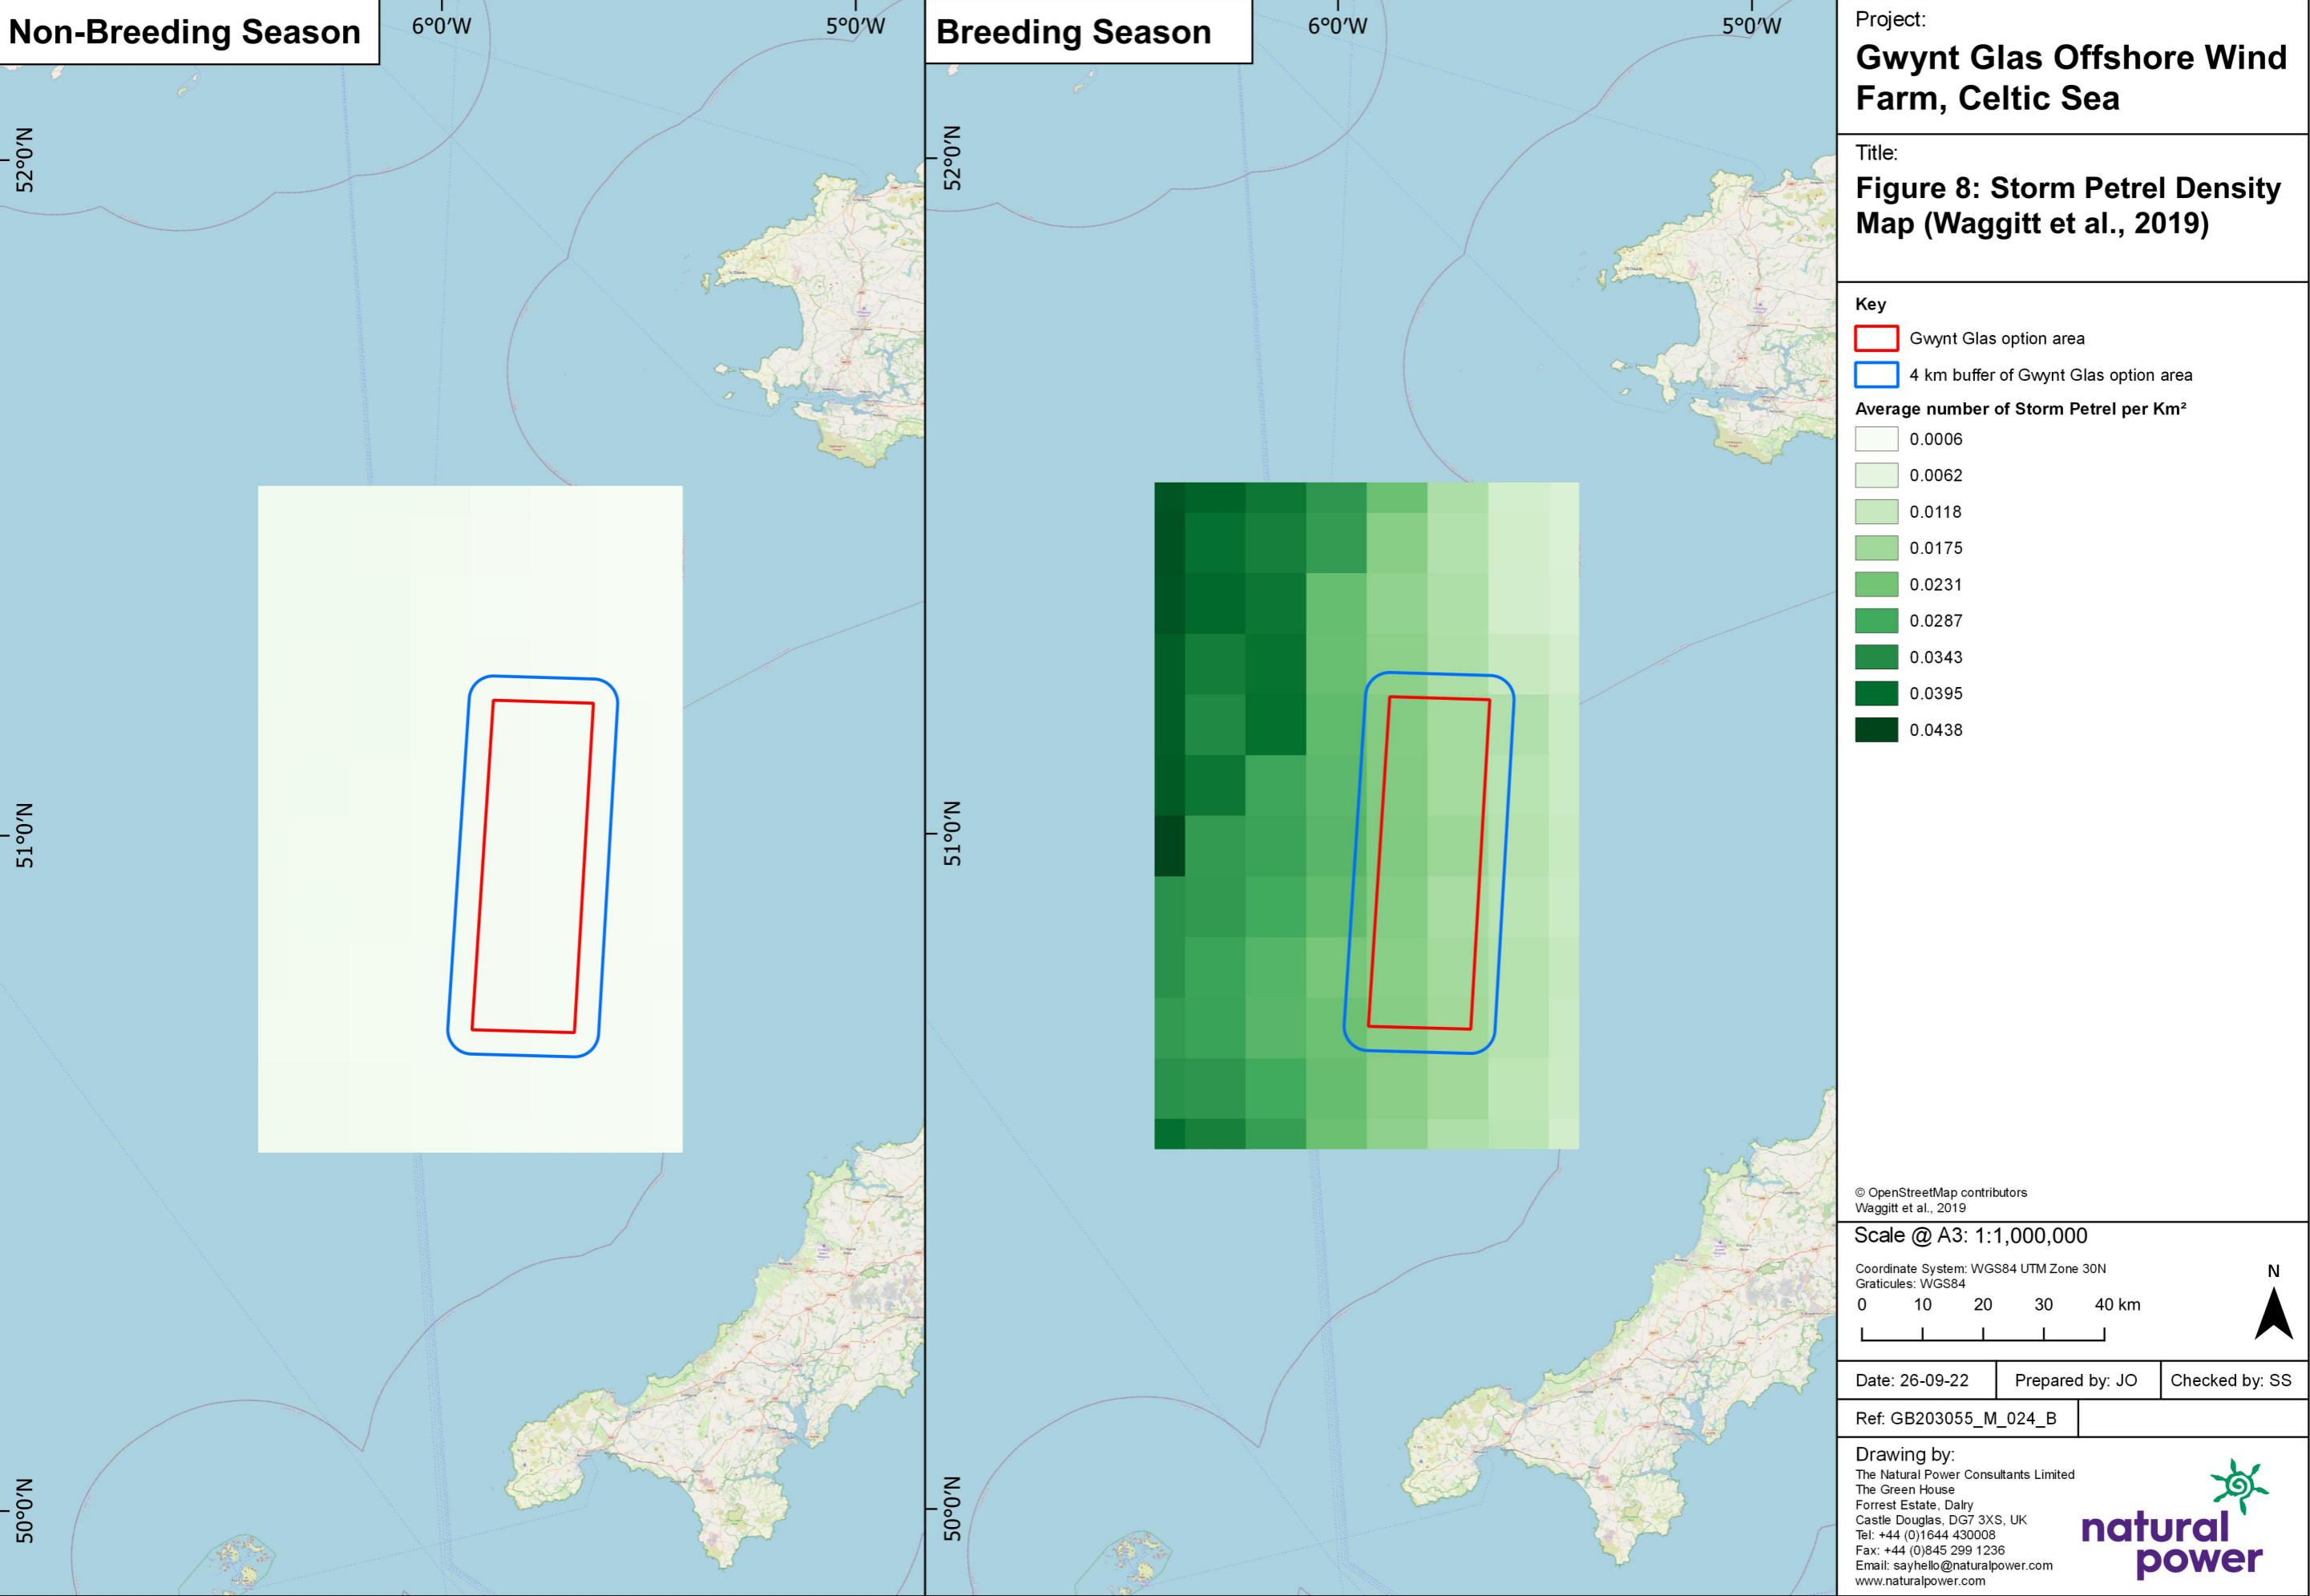 Non-Breeding Season
6°0'W
5°0'W
52°0'N
51°0'N
50°0'N
Breeding Season
6°0'W
5°0'W
52°0'N
51°0'N
50°0'N
Project:
Gwynt Glas Offshore Wind
Farm, Celtic Sea
Title:
Figure 8: Storm Petrel Density
Map (Waggitt et al., 2019)
Key
Gwynt Glas option area
4 km buffer of Gwynt Glas option area
Average number of Storm Petrel per Km²
0.0006
0.0062
0.0118
0.0175
0.0231
0.0287
0.0343
0.0395
0.0438
© OpenStreetMap contributors
Waggitt et al., 2019
Scale @ A3: 1:1,000,000
Coordinate System: WGS84 UTM Zone 30N
Graticules: WGS84
0 10 20 30 40 km
N
Date: 26-09-22
Prepared by: JO
Checked by: SS
Ref: GB203055_M_024_B
Drawing by:
The Natural Power Consultants Limited
The Green House
Forrest Estate, Dalry
Castle Douglas, DG7 3XS, UK
Tel: +44 (0)1644 430008
Fax: +44 (0)845 299 1236
Email: sayhello@naturalpower.com
www.naturalpower.com
natural
power